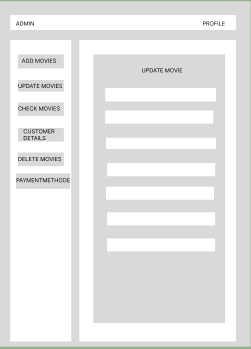 ADMIN
PROFILE
ADD MOVIES
UPDATE MOVIES
CHECK MOVIES
CUSTOMER
DETAILS
DELETE MOVIES
PAYMENTMETHODE
UPDATE MOVIE